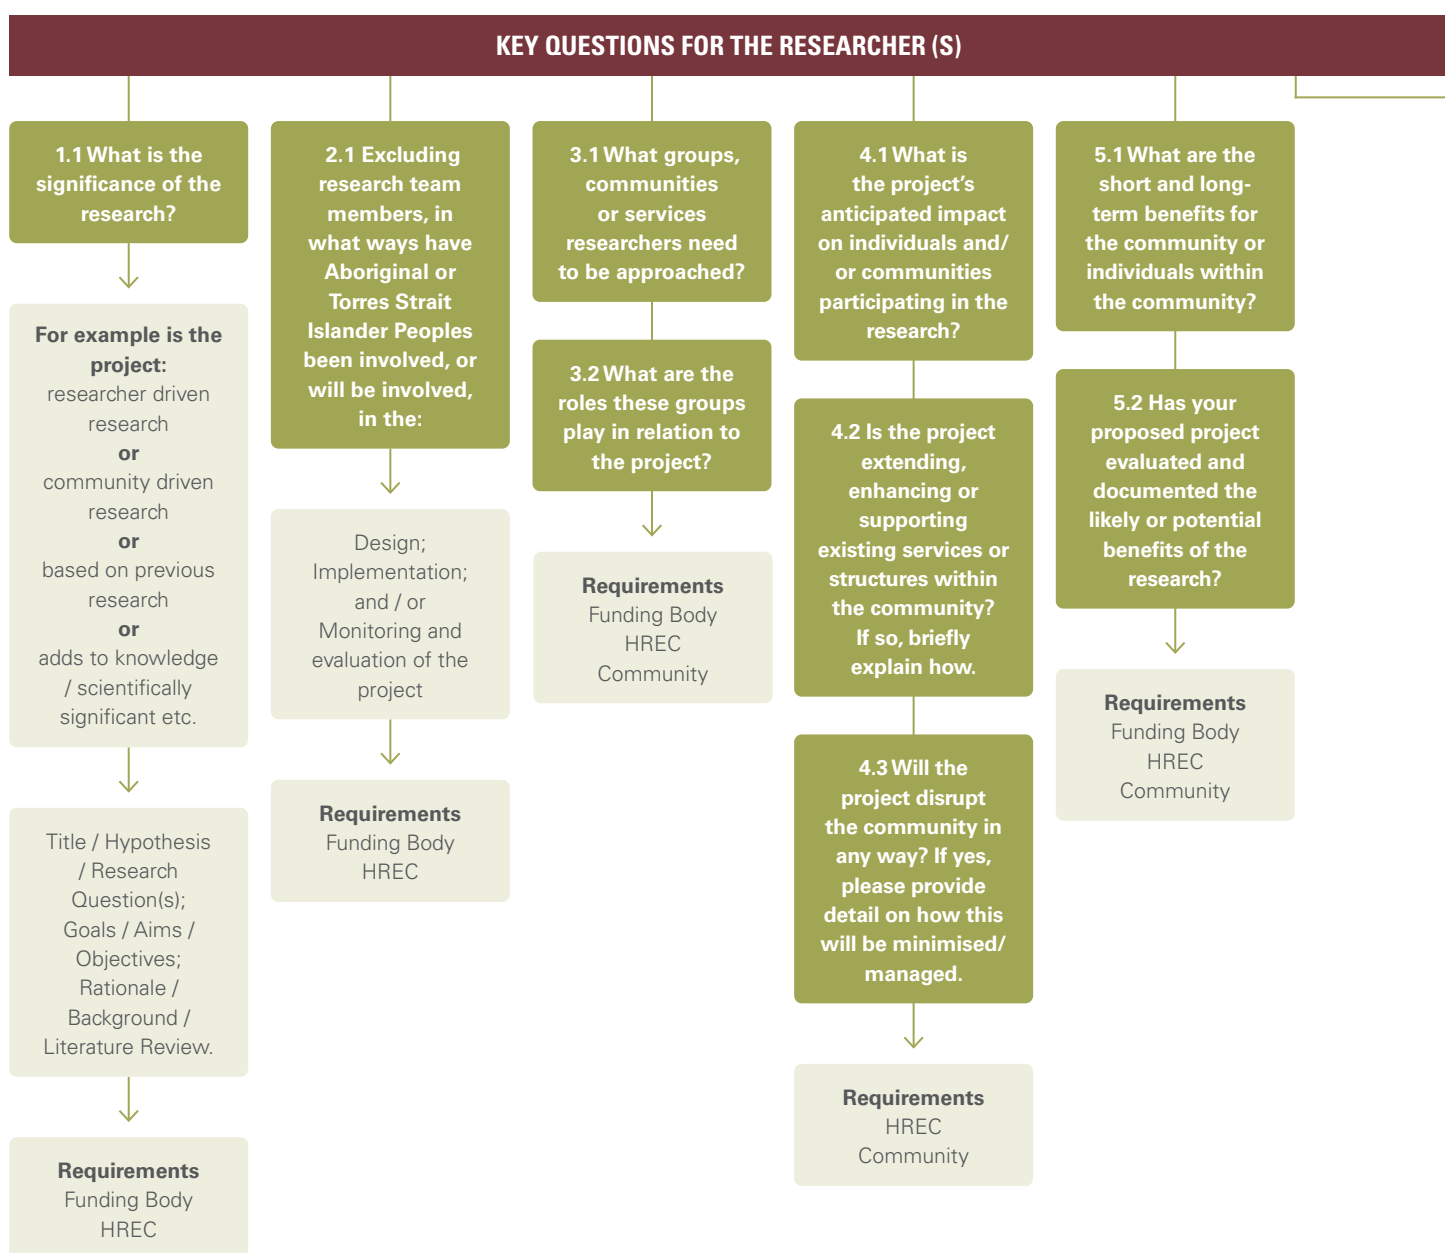 KEY QUESTIONS FOR THE RESEARCHER (S)
1.1 What is the
significance of the
research?
For example is the
project:
researcher driven
research
or
community driven
research
or
based on previous
research
or
adds to knowledge
/ scientifically
significant etc.
Title / Hypothesis
/ Research
Question(s);
Goals / Aims /
Objectives;
Rationale /
Background /
Literature Review.
Requirements
Funding Body
HREC
2.1 Excluding
research team
members, in
what ways have
Aboriginal or
Torres Strait
Islander Peoples
been involved, or
will be involved,
in the:
Design;
Implementation;
and / or
Monitoring and
evaluation of the
project
Requirements
Funding Body
HREC
3.1 What groups,
communities
or services
researchers need
to be approached?
3.2 What are the
roles these groups
play in relation to
the project?
Requirements
Funding Body
HREC
Community
4.1 What is
the project's
anticipated impact
on individuals and/
or communities
participating in the
research?
4.2 Is the project
extending,
enhancing or
supporting
existing services or
structures within
the community?
If so, briefly
explain how.
4.3 Will the
project disrupt
the community in
any way? If yes,
please provide
detail on how this
will be minimised/
managed.
Requirements
HREC
Community
5.1 What are the
short and long-
term benefits for
the community or
individuals within
the community?
5.2 Has your
proposed project
evaluated and
documented the
likely or potential
benefits of the
research?
Requirements
Funding Body
HREC
Community